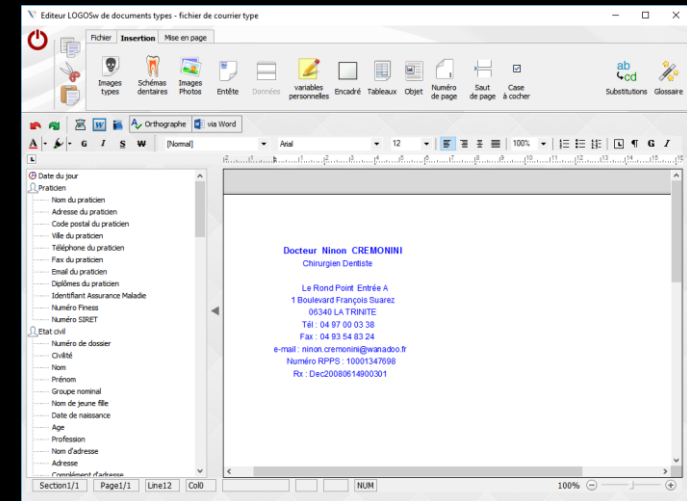 Editeur LOGOSw de documents types - fichier de courrier type
Fichier Insertion Mise en page
Images types
Schémas dentaires
Images Photos
Entête
Données
variables personnelles
Encadré
Tableaux
Objet
Numéro de page
Saut de page
Case à cocher
ab cd Substitutions
Glossaire
W Orthographe via Word
A G I S W [Normal] Arial 12 100% L ¶ G I
L
Date du jour
Praticien
Nom du praticien
Adresse du praticien
Code postal du praticien
Ville du praticien
Téléphone du praticien
Fax du praticien
Email du praticien
Diplômes du praticien
Identifiant Assurance Maladie
Numéro Finess
Numéro SIRET
Etat civil
Numéro de dossier
Civilité
Nom
Prénom
Groupe nominal
Nom de jeune fille
Date de naissance
Age
Profession
Nom d'adresse
Adresse
Complément d'adresse
Docteur Ninon CREMONINI
Chirurgien Dentiste
Le Rond Point Entrée A
1 Boulevard François Suarez
06340 LA TRINITE
Tél : 04 97 00 03 38
Fax : 04 93 54 83 24
e-mail : ninon.cremonini@wanadoo.fr
Numéro RPPS : 10001347698
Rx : Dec20080614900301
Section1/1 Page1/1 Line12 Col0 NUM 100%